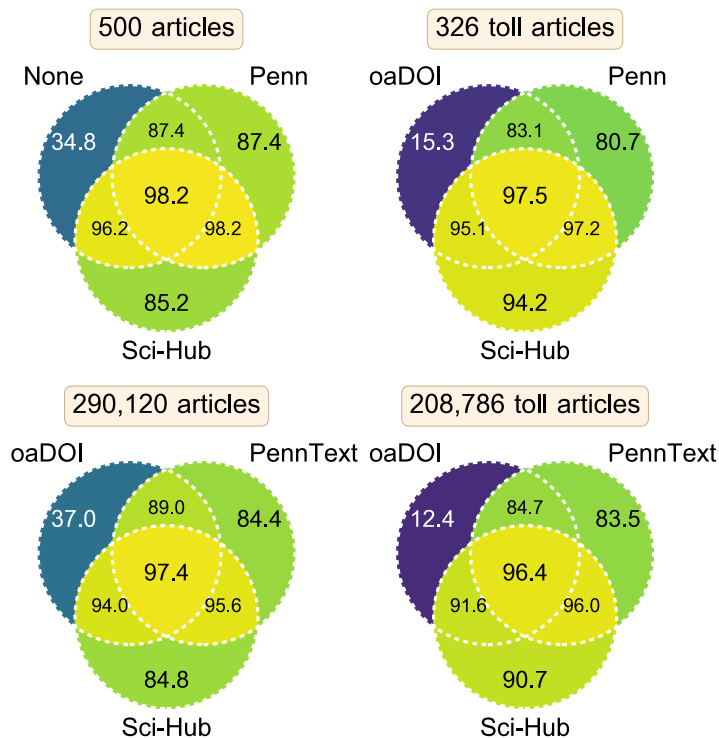 500 articles
None
Penn
34.8
87.4
87.4
98.2
96.2
98.2
85.2
Sci-Hub
326 toll articles
oaDOI
Penn
15.3
83.1
80.7
97.5
95.1
97.2
94.2
Sci-Hub
290,120 articles
oaDOI
PennText
37.0
89.0
84.4
97.4
94.0
95.6
84.8
Sci-Hub
208,786 toll articles
oaDOI
PennText
12.4
84.7
83.5
96.4
91.6
96.0
90.7
Sci-Hub